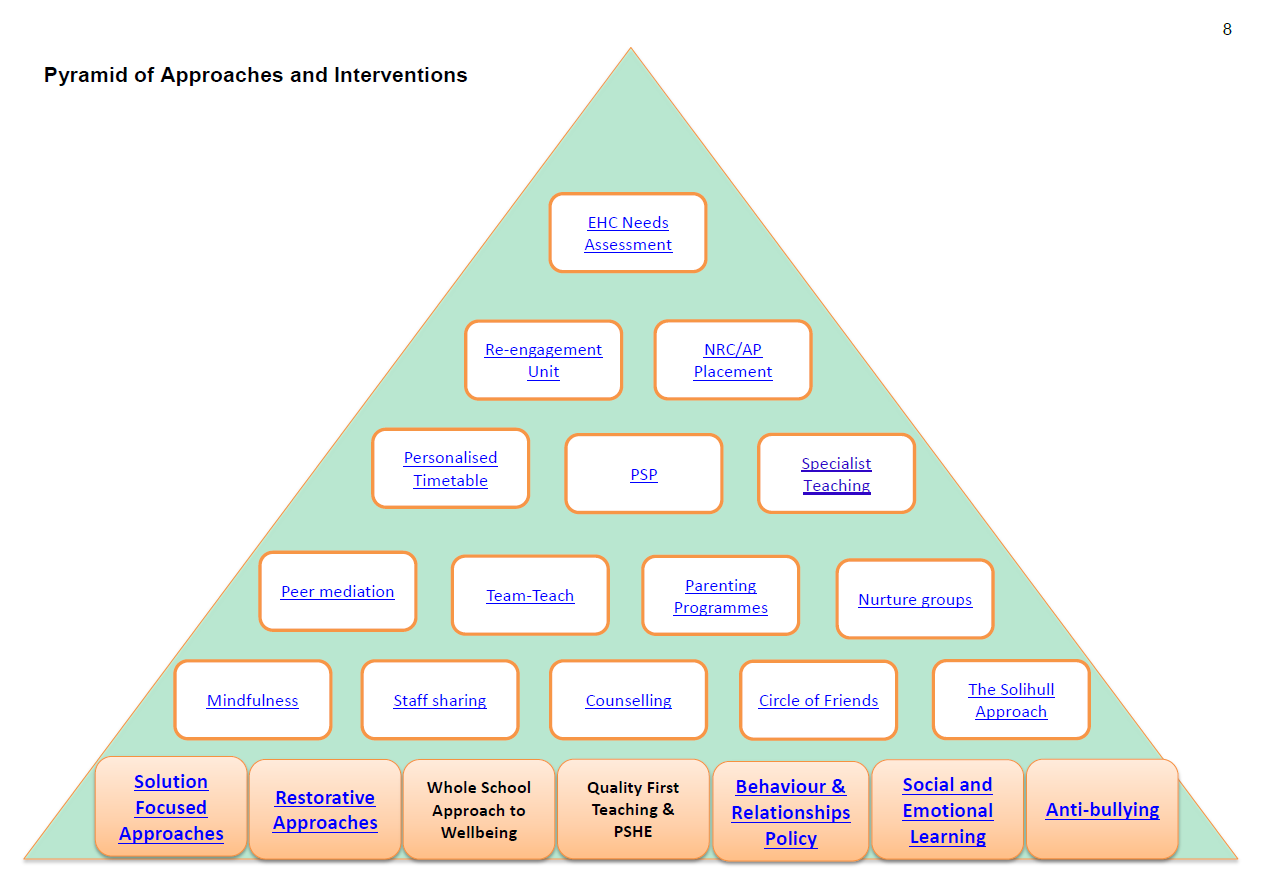 8
Pyramid of Approaches and Interventions
EHC Needs
Assessment
Re-engagement
Unit
NRC/AP
Placement
Personalised
Timetable
PSP
Specialist
Teaching
Peer mediation
Team-Teach
Parenting
Programmes
Nurture groups
Mindfulness
Staff sharing
Counselling
Circle of Friends
The Solihull
Approach
Solution
Focused
Approaches
Restorative
Approaches
Whole School
Approach to
Wellbeing
Quality First
Teaching &
PSHE
Behaviour &
Relationships
Policy
Social and
Emotional
Learning
Anti-bullying